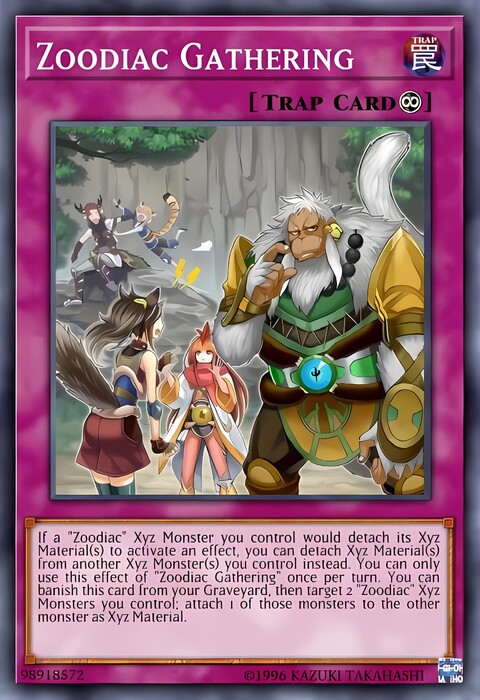 ZOODIAC GATHERING
TRAP
罠
[TRAP CARD]
If a "Zoodiac" Xyz Monster you control would detach its Xyz
Material(s) to activate an effect, you can detach Xyz Material(s)
from another Xyz Monster(s) you control instead. You can only
use this effect of "Zoodiac Gathering" once per turn. You can
banish this card from your Graveyard, then target 2 "Zoodiac" Xyz
Monsters you control; attach 1 of those monsters to the other
monster as Xyz Material.
98918572
©1996 KAZUKI TAKAHASHI